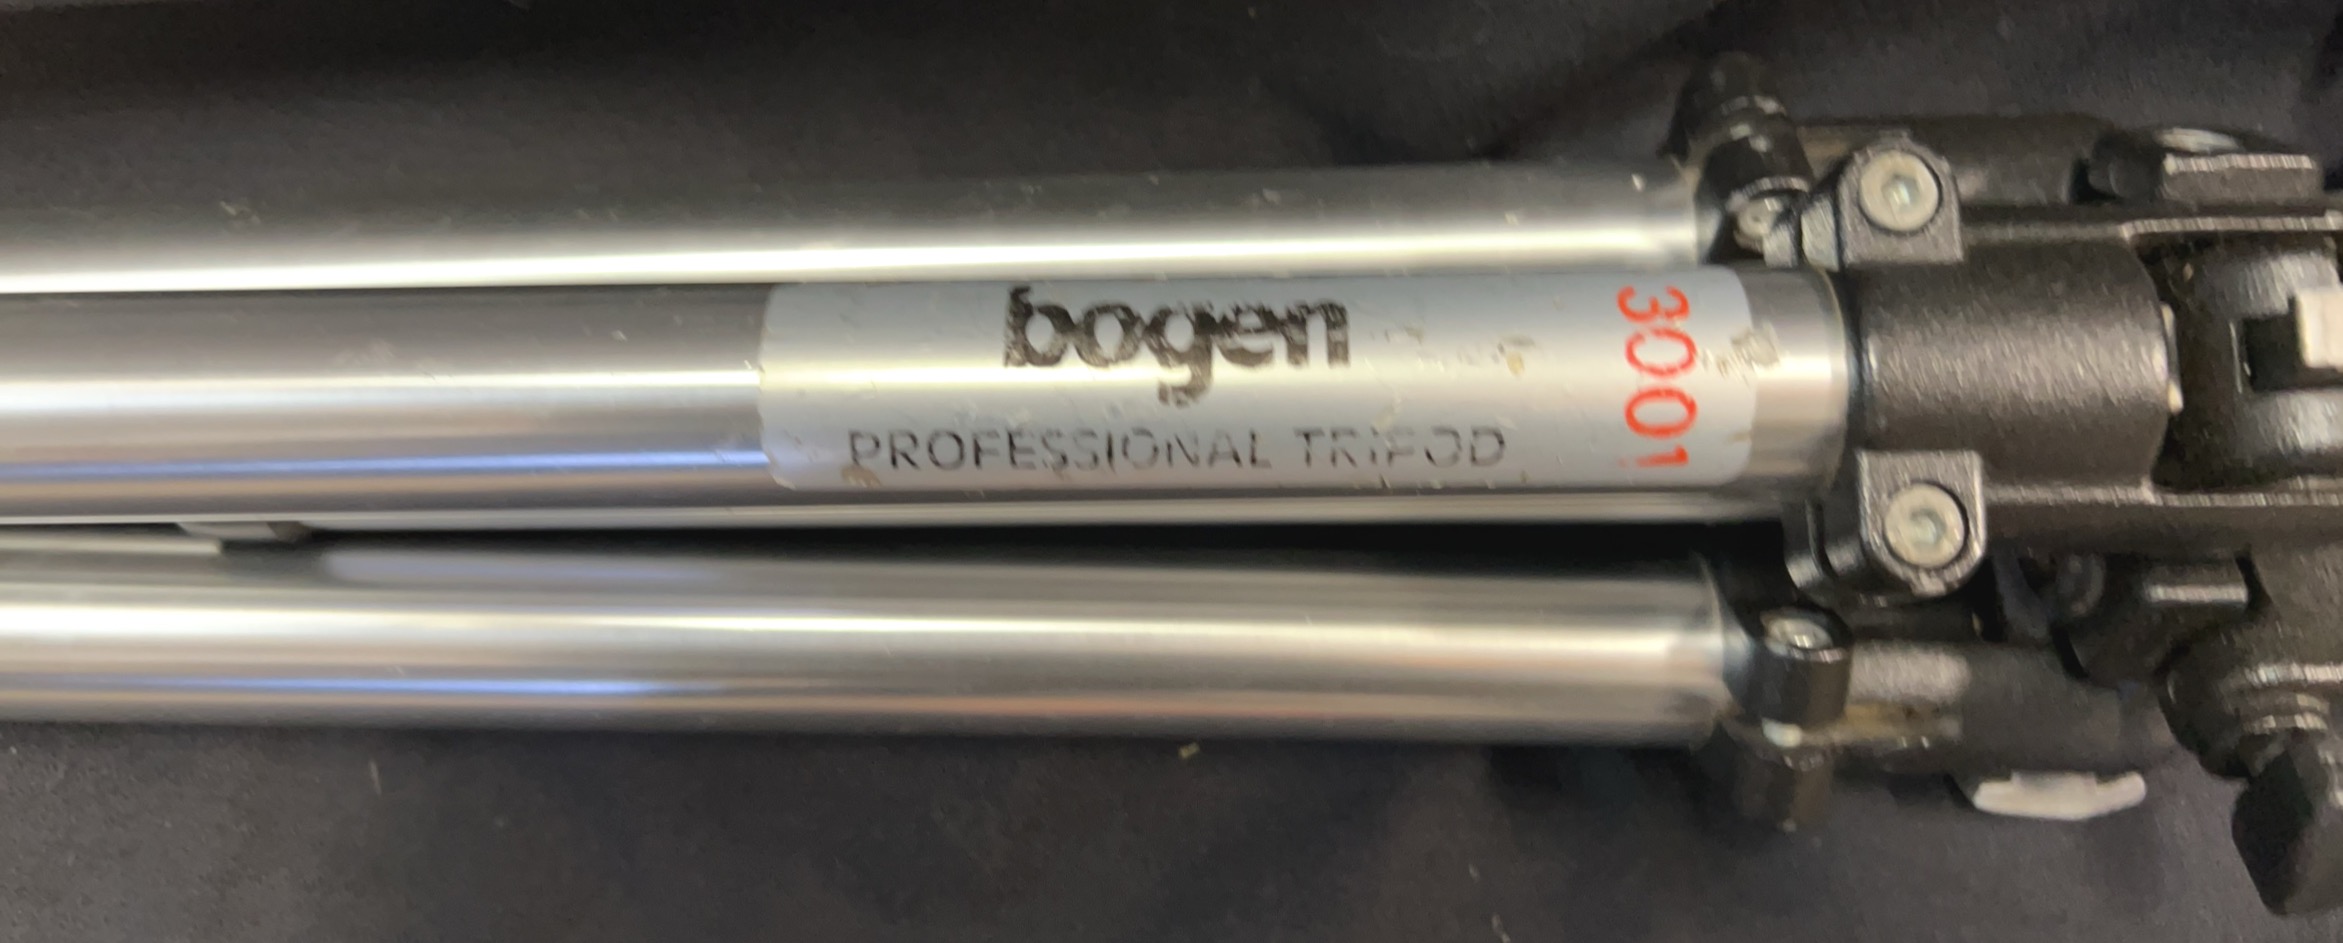 bogen
PROFESSIONAL TRIPOD
3001